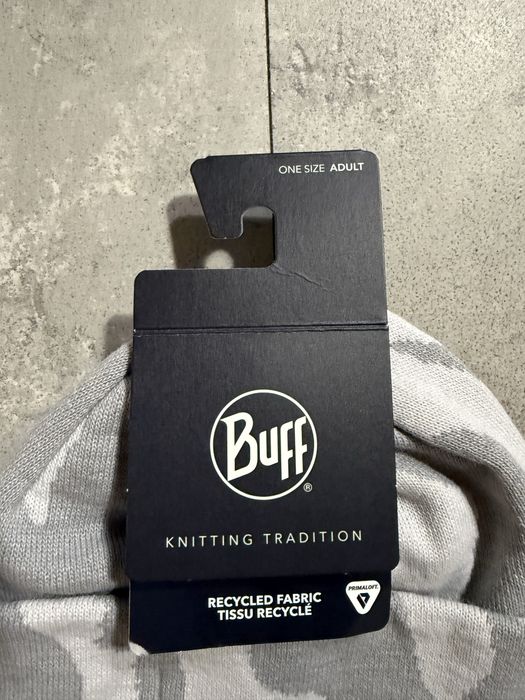 ONE SIZE ADULT
BUFF
®
KNITTING TRADITION
RECYCLED FABRIC
TISSU RECYCLÉ
PRIMALOFT